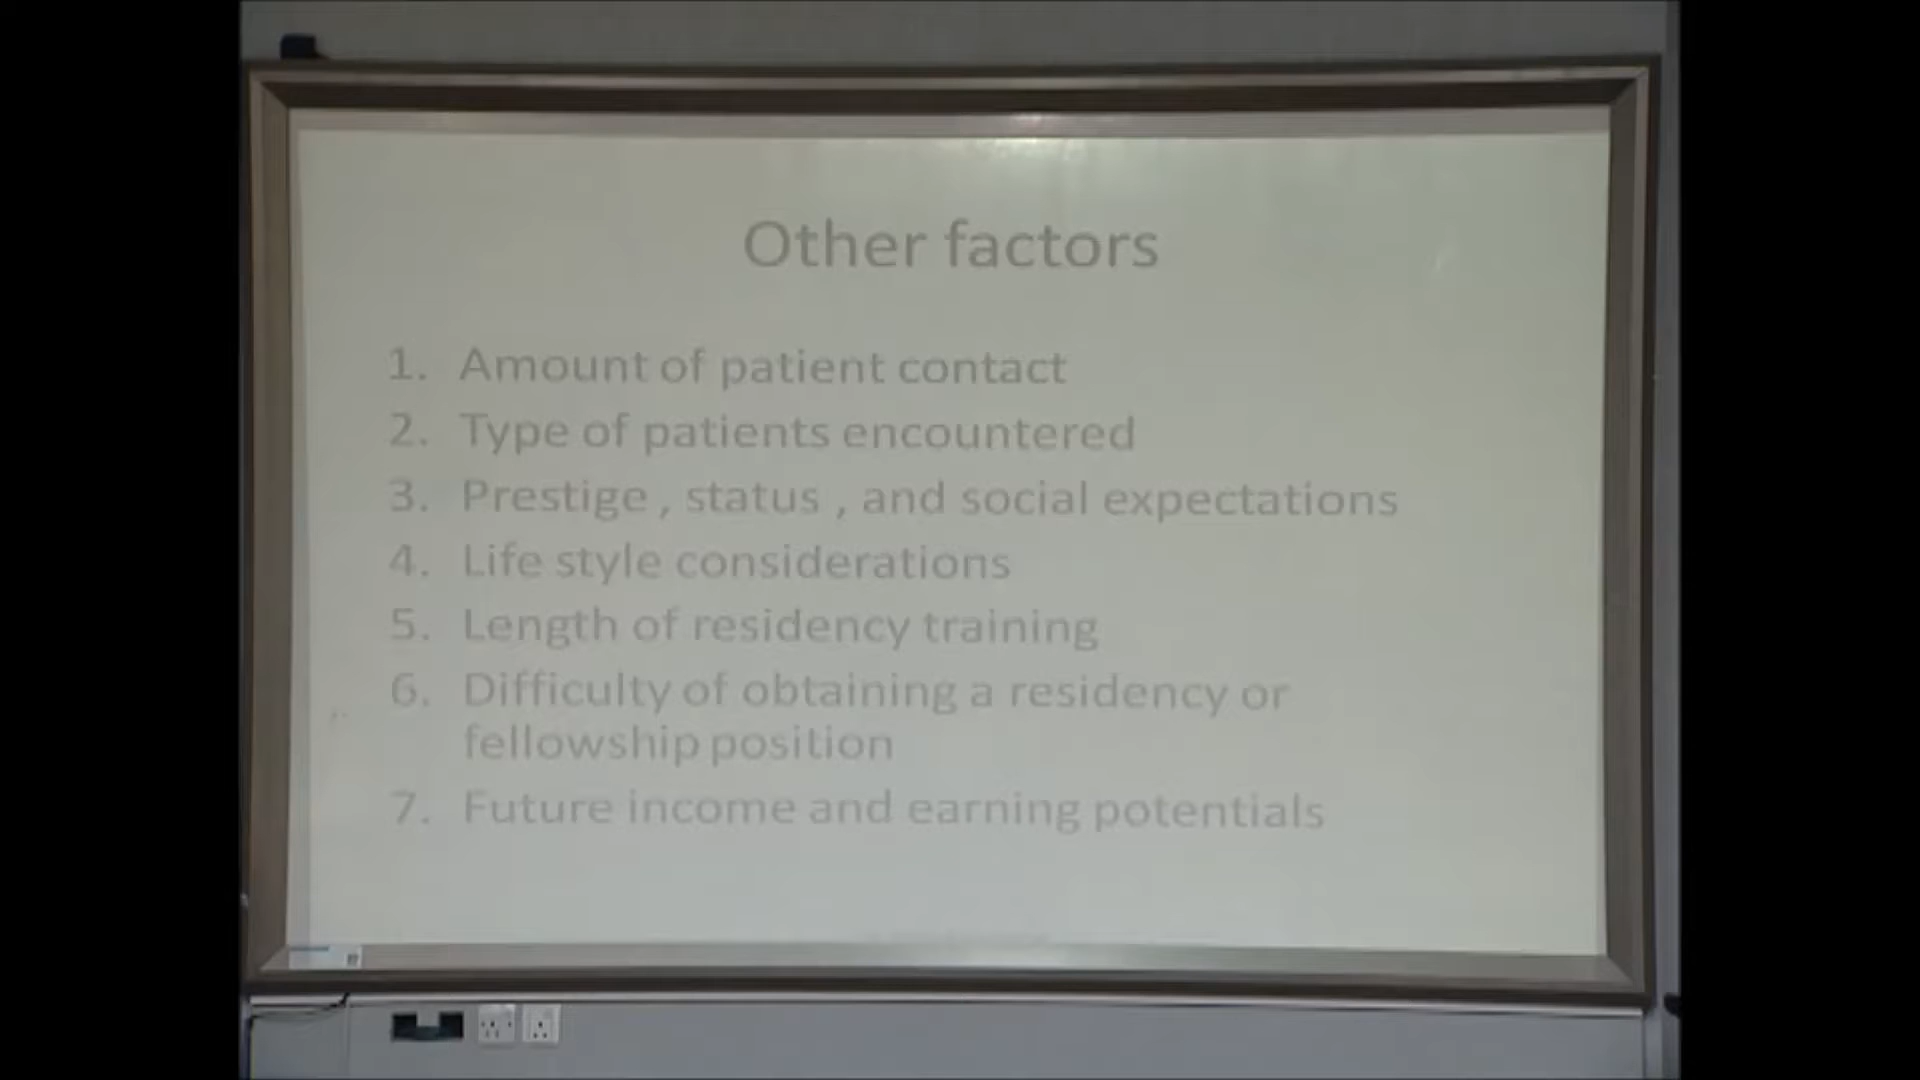 Other factors
1. Amount of patient contact
2. Type of patients encountered
3. Prestige , status , and social expectations
4. Life style considerations
5. Length of residency training
6. Difficulty of obtaining a residency or
fellowship position
7. Future income and earning potentials